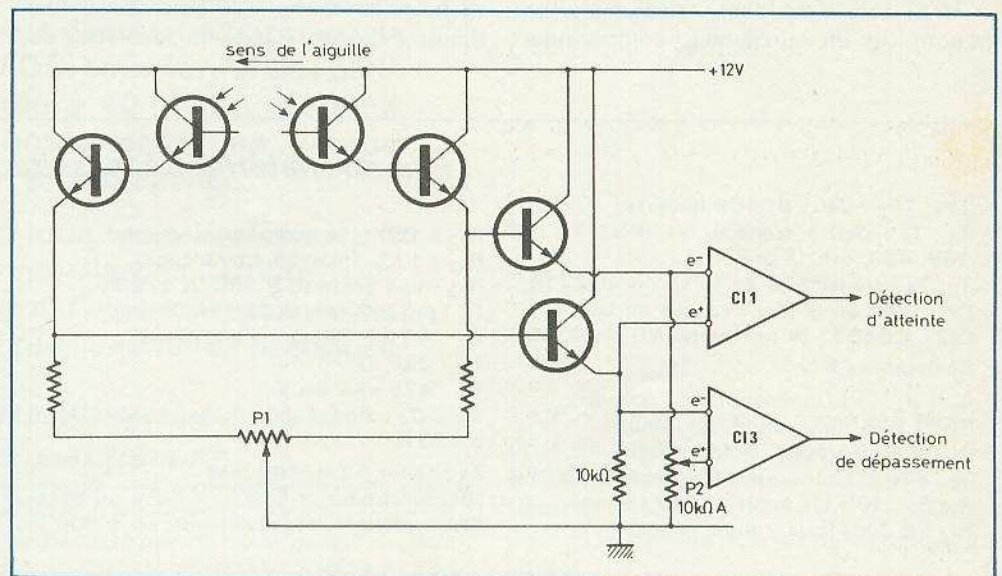 sens de l'aiguille
+12V
e-
CI1
e+
Détection
d'atteinte
P1
e-
CI3
e+
Détection
de dépassement
10kΩ
P2
10kΩ A